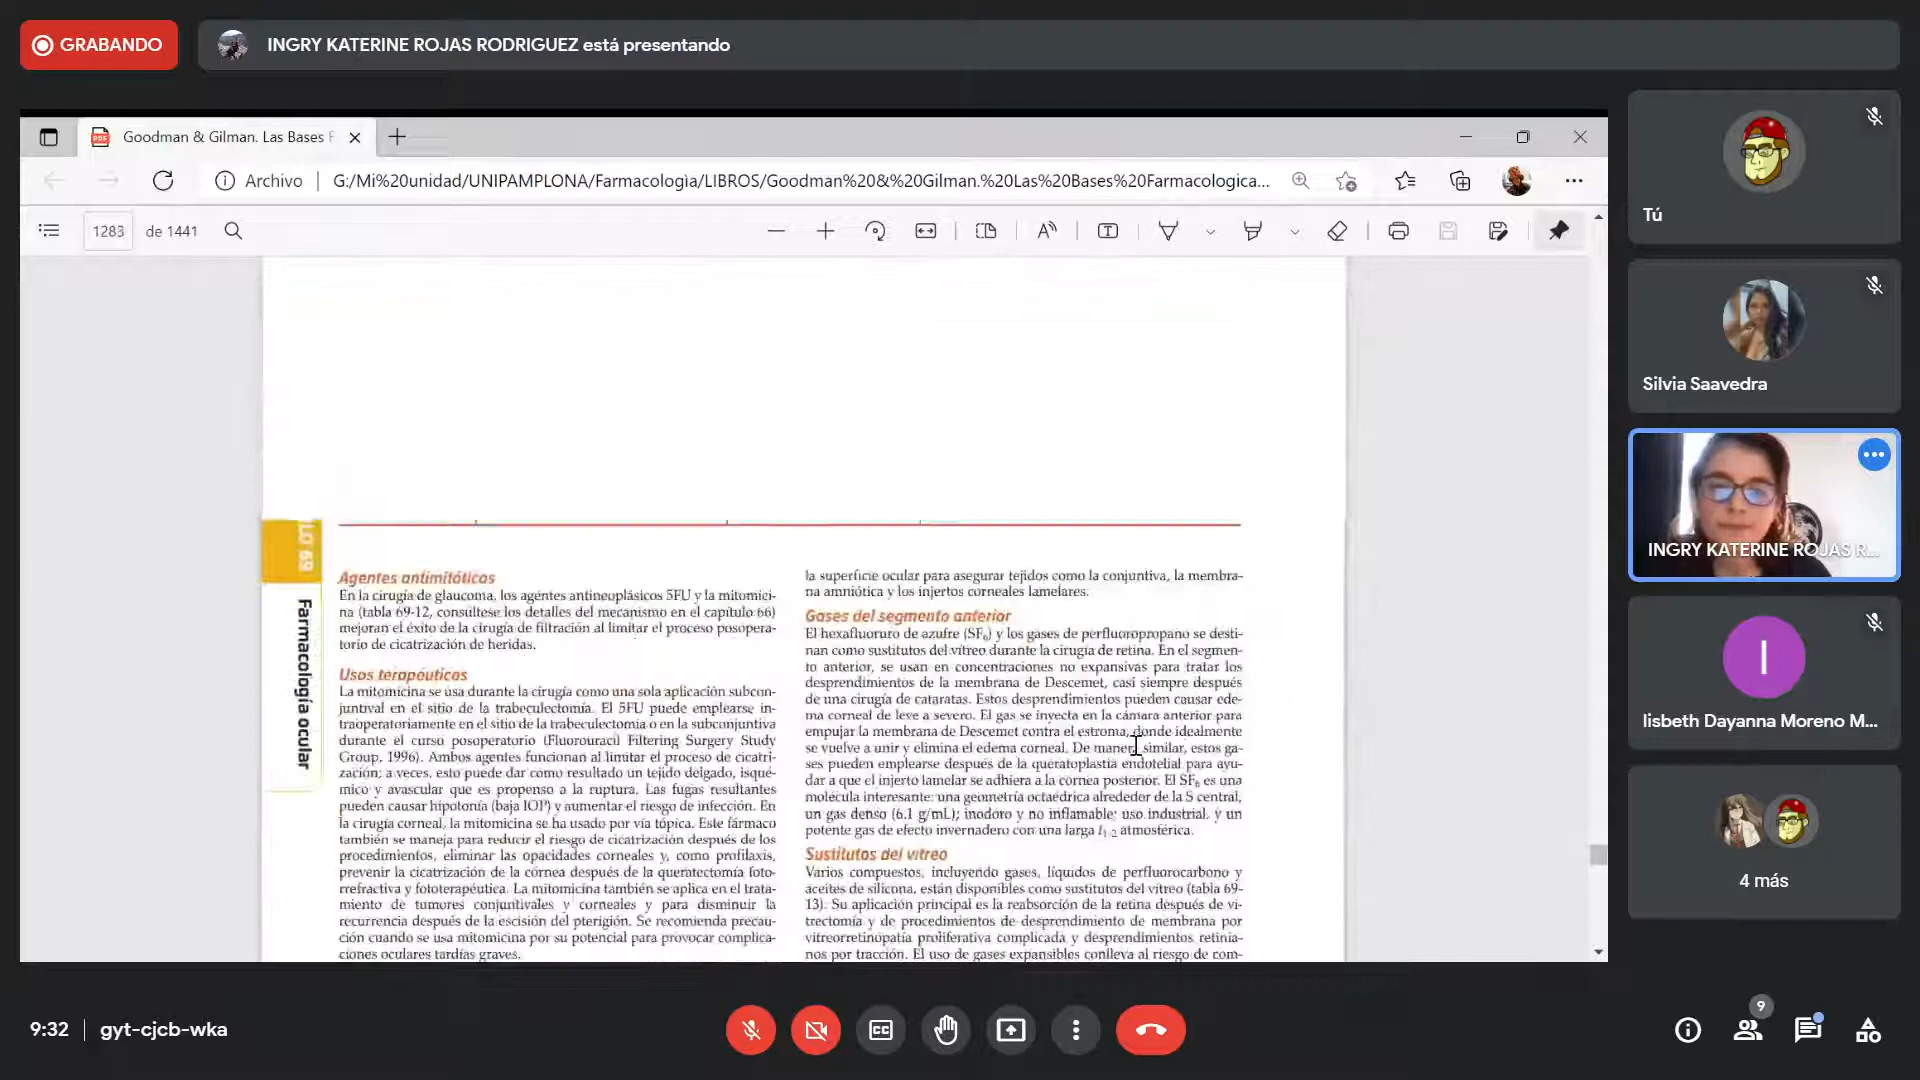 GRABANDO
INGRY KATERINE ROJAS RODRIGUEZ está presentando
Goodman & Gilman. Las Bases F
Archivo
G:/Mi%20unidad/UNIPAMPLONA/Farmacología/LIBROS/Goodman%20&%20Gilman.%20Las%20Bases%20Farmacologica...
1283 de 1441
LO 69
Farmacología ocular
Agentes antimitóticos
En la cirugía de glaucoma, los agentes antineoplásicos 5FU y la mitomici-
na (tabla 69-12, consúltese los detalles del mecanismo en el capítulo 66)
mejoran el éxito de la cirugía de filtración al limitar el proceso posopera-
torio de cicatrización de heridas.
Usos terapéuticos
La mitomicina se usa durante la cirugía como una sola aplicación subcon-
juntival en el sitio de la trabeculectomía. El 5FU puede emplearse in-
traoperatoriamente en el sitio de la trabeculectomía o en la subconjuntiva
durante el curso posoperatorio (Fluorouracil Filtering Surgery Study
Group, 1996). Ambos agentes funcionan al limitar el proceso de cicatri-
zación; a veces, esto puede dar como resultado un tejido delgado, isqué-
mico y avascular que es propenso a la ruptura. Las fugas resultantes
pueden causar hipotonía (baja IOP) y aumentar el riesgo de infección. En
la cirugía corneal, la mitomicina se ha usado por vía tópica. Este fármaco
también se maneja para reducir el riesgo de cicatrización después de los
procedimientos, eliminar las opacidades corneales y, como profilaxis,
prevenir la cicatrización de la córnea después de la queratectomía foto-
rrefractiva y fototerapéutica. La mitomicina también se aplica en el trata-
miento de tumores conjuntivales y corneales y para disminuir la
recurrencia después de la escisión del pterigión. Se recomienda precau-
ción cuando se usa mitomicina por su potencial para provocar complica-
ciones oculares tardías graves.
la superficie ocular para asegurar tejidos como la conjuntiva, la membra-
na amniótica y los injertos corneales lamelares.
Gases del segmento anterior
El hexafluoruro de azufre (SF6) y los gases de perfluoropropano se desti-
nan como sustitutos del vítreo durante la cirugía de retina. En el segmen-
to anterior, se usan en concentraciones no expansivas para tratar los
desprendimientos de la membrana de Descemet, casi siempre después
de una cirugía de cataratas. Estos desprendimientos pueden causar ede-
ma corneal de leve a severo. El gas se inyecta en la cámara anterior para
empujar la membrana de Descemet contra el estroma, donde idealmente
se vuelve a unir y elimina el edema corneal. De manera similar, estos ga-
ses pueden emplearse después de la queratoplastia endotelial para ayu-
dar a que el injerto lamelar se adhiera a la córnea posterior. El SF6 es una
molécula interesante: una geometría octaédrica alrededor de la S central,
un gas denso (6.1 g/mL); inodoro y no inflamable; uso industrial, y un
potente gas de efecto invernadero con una larga t1/2 atmosférica.
Sustitutos del vítreo
Varios compuestos, incluyendo gases, líquidos de perfluorocarbono y
aceites de silicona, están disponibles como sustitutos del vítreo (tabla 69-
13). Su aplicación principal es la reabsorción de la retina después de vi-
trectomía y de procedimientos de desprendimiento de membrana por
vitreorretinopatía proliferativa complicada y desprendimientos retinia-
nos por tracción. El uso de gases expansibles conlleva al riesgo de com-
Tú
Silvia Saavedra
INGRY KATERINE ROJAS R...
I
lisbeth Dayanna Moreno M...
4 más
9:32
gyt-cjcb-wka
9